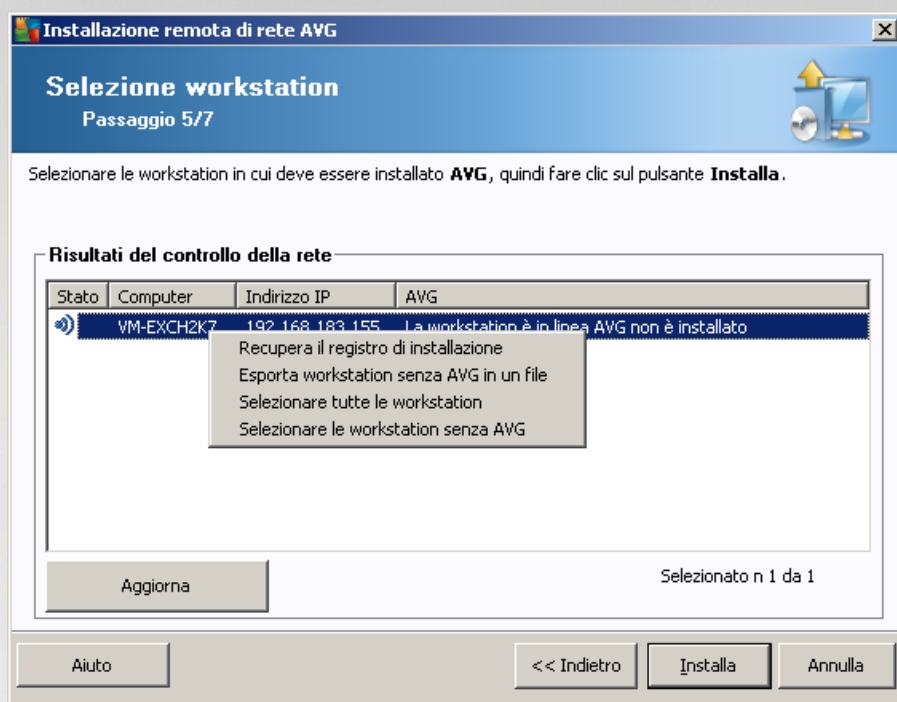 Installazione remota di rete AVG
Selezione workstation
Passaggio 5/7
Selezionare le workstation in cui deve essere installato AVG, quindi fare clic sul pulsante Installa.
Risultati del controllo della rete
Stato Computer Indirizzo IP AVG
VM-EXCH2K7 192.168.183.155 La workstation è in linea AVG non è installato
Recupera il registro di installazione
Esporta workstation senza AVG in un file
Selezionare tutte le workstation
Selezionare le workstation senza AVG
Aggiorna
Selezionato n 1 da 1
Aiuto
<< Indietro
Installa
Annulla